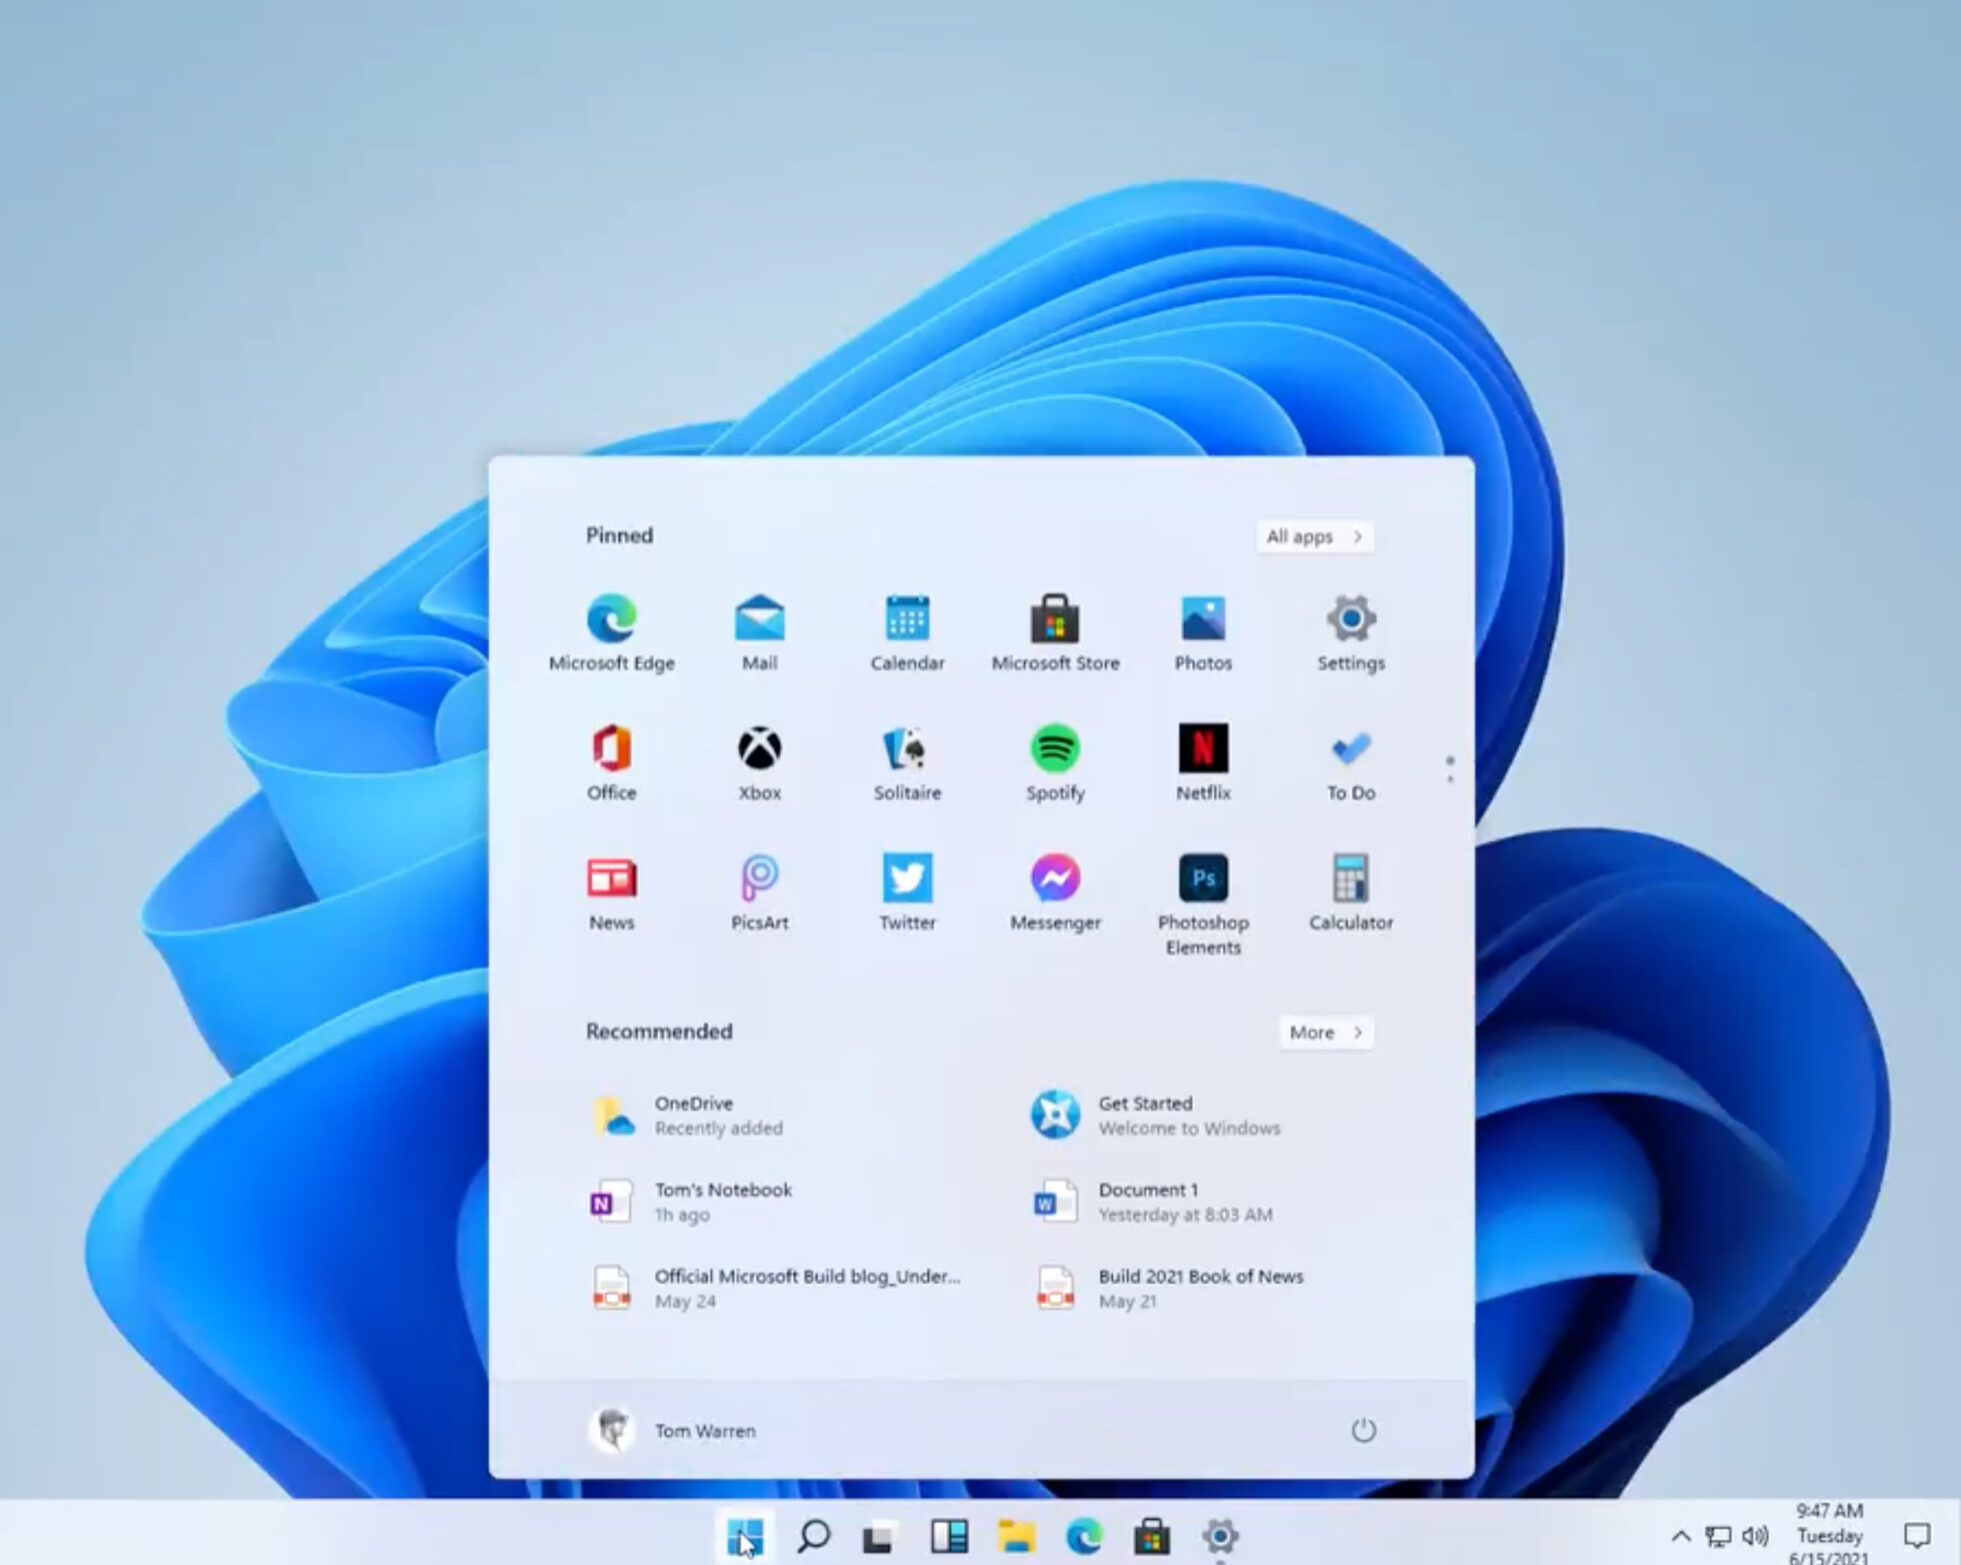 Pinned
All apps
Microsoft Edge
Mail
Calendar
Microsoft Store
Photos
Settings
Office
Xbox
Solitaire
Spotify
Netflix
To Do
News
PicsArt
Twitter
Messenger
Photoshop
Elements
Calculator
Recommended
More
OneDrive
Recently added
Get Started
Welcome to Windows
Tom's Notebook
1h ago
Document 1
Yesterday at 8:03 AM
Official Microsoft Build blog_Under...
May 24
Build 2021 Book of News
May 21
Tom Warren
9:47 AM
Tuesday
6/15/2021